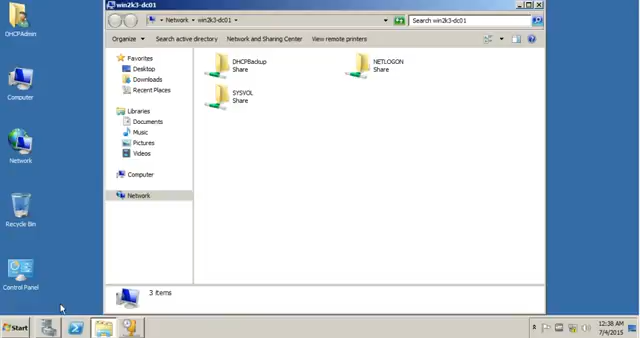 win2k3-dc01
Network
win2k3-dc01
Search win2k3-dc01
Organize
Search active directory
Network and Sharing Center
View remote printers
DHCPAdmin
Computer
Network
Recycle Bin
Control Panel
Favorites
Desktop
Downloads
Recent Places
Libraries
Documents
Music
Pictures
Videos
Computer
Network
DHCPBackup
Share
NETLOGON
Share
SYSVOL
Share
3 items
Start
12:38 AM
7/4/2015